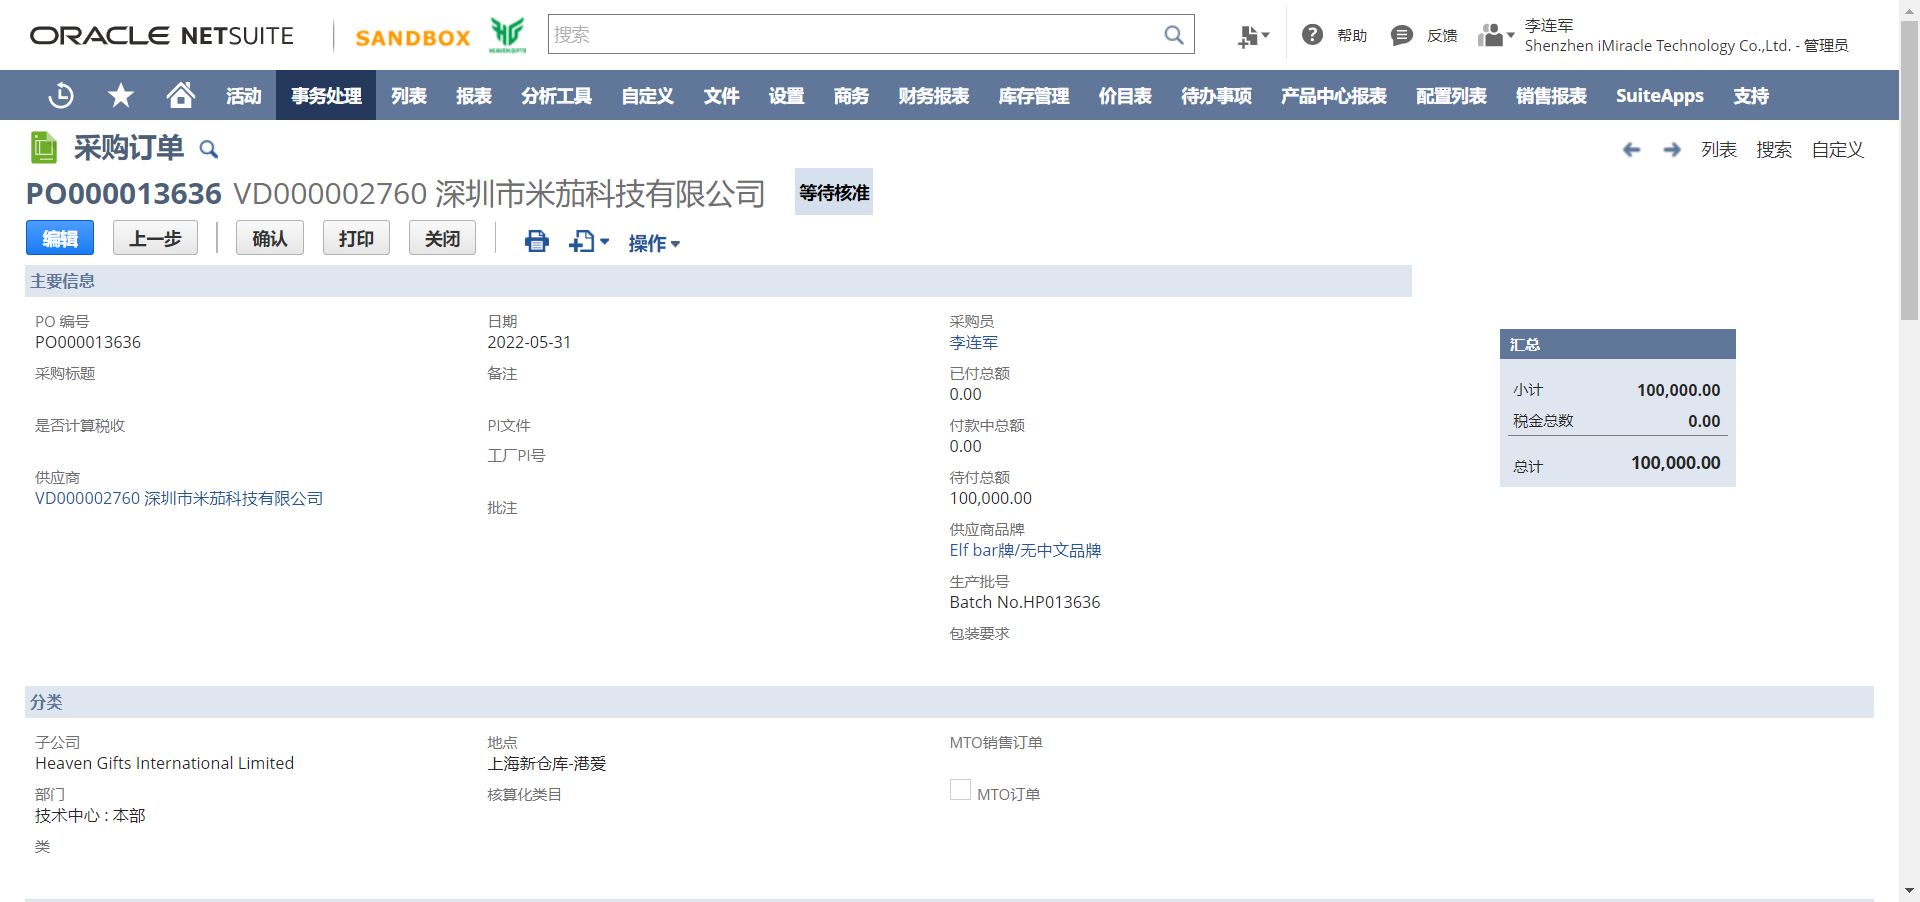 ORACLE NETSUITE
SANDBOX
HEAVEN GIFTS
搜索
帮助
反馈
李连军
Shenzhen iMiracle Technology Co.,Ltd. - 管理员
活动 事务处理 列表 报表 分析工具 自定义 文件 设置 商务 财务报表 库存管理 价目表 待办事项 产品中心报表 配置列表 销售报表 SuiteApps 支持
采购订单
列表 搜索 自定义
PO000013636 VD000002760 深圳市米茄科技有限公司 等待核准
编辑 上一步 确认 打印 关闭 操作
主要信息
PO 编号
PO000013636
采购标题
是否计算税收
供应商
VD000002760 深圳市米茄科技有限公司
日期
2022-05-31
备注
PI文件
工厂PI号
批注
采购员
李连军
已付总额
0.00
付款中总额
0.00
待付总额
100,000.00
供应商品牌
Elf bar牌/无中文品牌
生产批号
Batch No.HP013636
包装要求
汇总
小计 100,000.00
税金总数 0.00
总计 100,000.00
分类
子公司
Heaven Gifts International Limited
部门
技术中心 : 本部
类
地点
上海新仓库-港爱
核算化类目
MTO销售订单
MTO订单